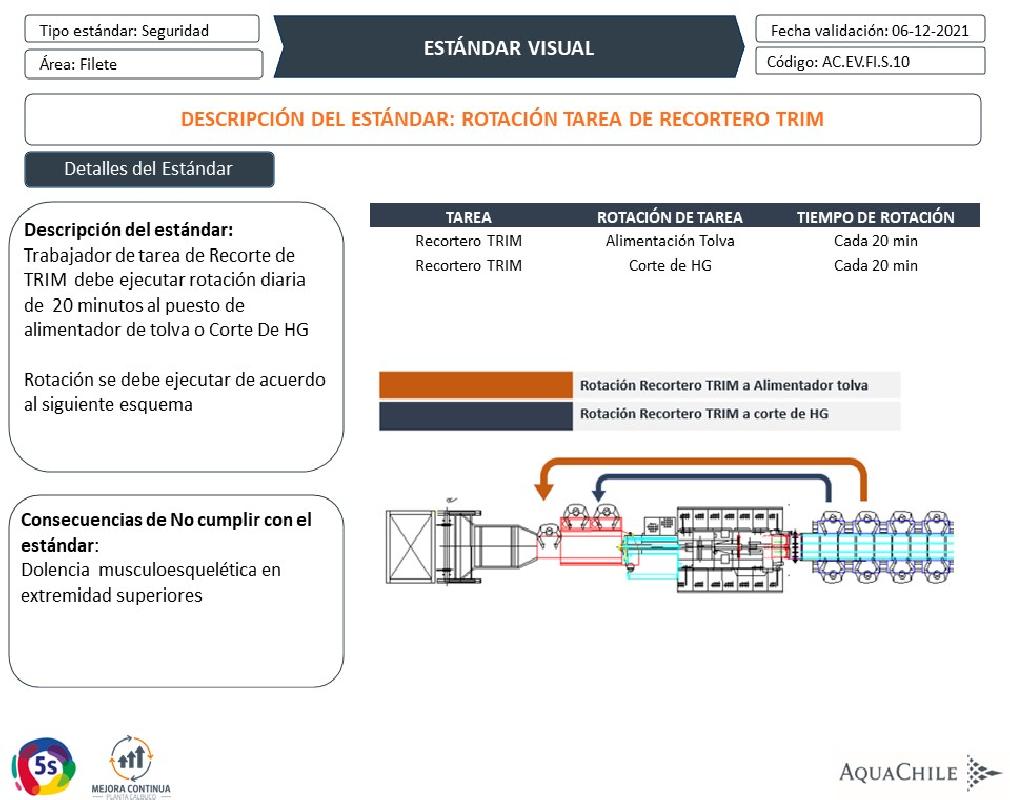 Tipo estándar: Seguridad
Área: Filete
ESTÁNDAR VISUAL
Fecha validación: 06-12-2021
Código: AC.EV.FI.S.10
DESCRIPCIÓN DEL ESTÁNDAR: ROTACIÓN TAREA DE RECORTERO TRIM
Detalles del Estándar
Descripción del estándar:
Trabajador de tarea de Recorte de
TRIM debe ejecutar rotación diaria
de 20 minutos al puesto de
alimentador de tolva o Corte De HG
Rotación se debe ejecutar de acuerdo
al siguiente esquema
Consecuencias de No cumplir con el
estándar:
Dolencia musculoesquelética en
extremidad superiores
TAREA ROTACIÓN DE TAREA TIEMPO DE ROTACIÓN
Recortero TRIM Alimentación Tolva Cada 20 min
Recortero TRIM Corte de HG Cada 20 min
Rotación Recortero TRIM a Alimentador tolva
Rotación Recortero TRIM a corte de HG
5s
MEJORA CONTINUA
PLANTA CALBUCO
AQUACHILE